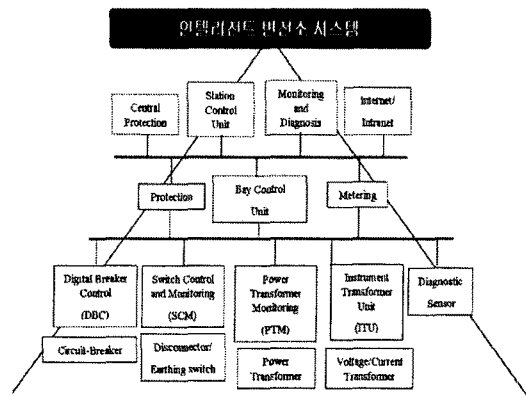 인텔리전트 변전소 시스템
Central
Protection
Station
Control
Unit
Monitoring
and
Diagnosis
Internet/
Intranet
Protection
Bay Control
Unit
Metering
Digital Breaker
Control
(DBC)
Switch Control
and Monitoring
(SCM)
Power
Transformer
Monitoring
(PTM)
Instrument
Transformer
Unit
(ITU)
Diagnostic
Sensor
Circuit-Breaker
Disconnector/
Earthing switch
Power
Transformer
Voltage/Current
Transformer